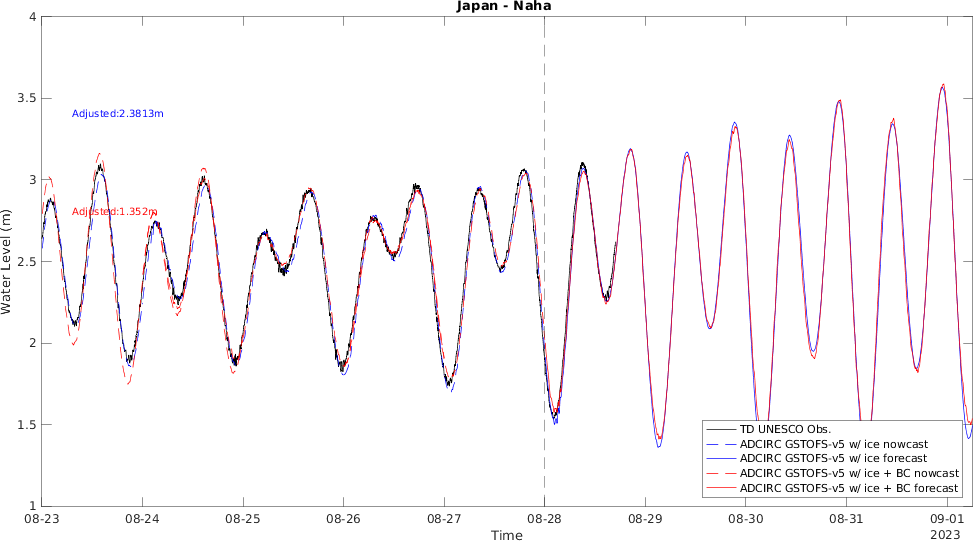 Japan - Naha
4
3.5
3
2.5
2
1.5
1
Water Level (m)
Adjusted:2.3813m
Adjusted:1.352m
TD UNESCO Obs.
ADCIRC GSTOFS-v5 w/ ice nowcast
ADCIRC GSTOFS-v5 w/ ice forecast
ADCIRC GSTOFS-v5 w/ ice + BC nowcast
ADCIRC GSTOFS-v5 w/ ice + BC forecast
08-23 08-24 08-25 08-26 08-27 08-28 08-29 08-30 08-31 09-01
2023
Time